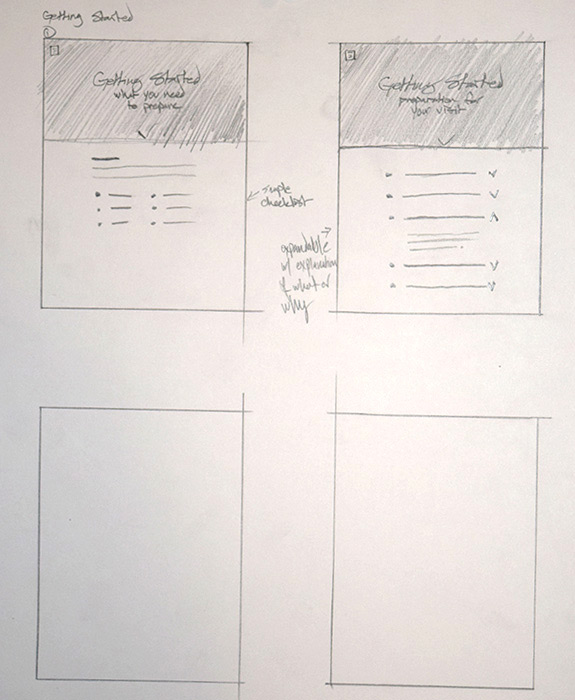 Getting Started
1
Getting Started
what you need
to prepare
simple
checklist
Getting Started
preparation for
your visit
expandable
w/ explanation
of what or
why